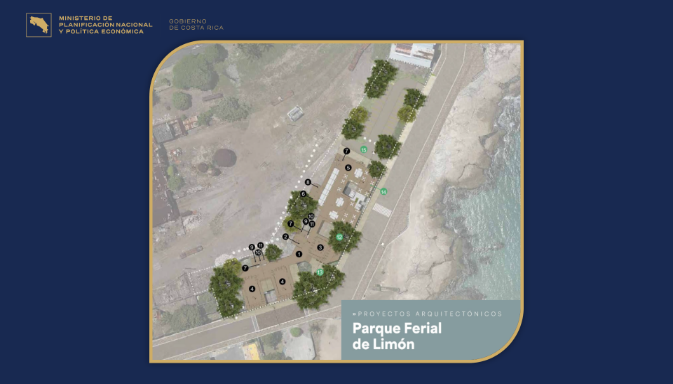 MINISTERIO DE
PLANIFICACIÓN NACIONAL
Y POLÍTICA ECONÓMICA
GOBIERNO
DE COSTA RICA
PROYECTOS ARQUITECTÓNICOS
Parque Ferial
de Limón